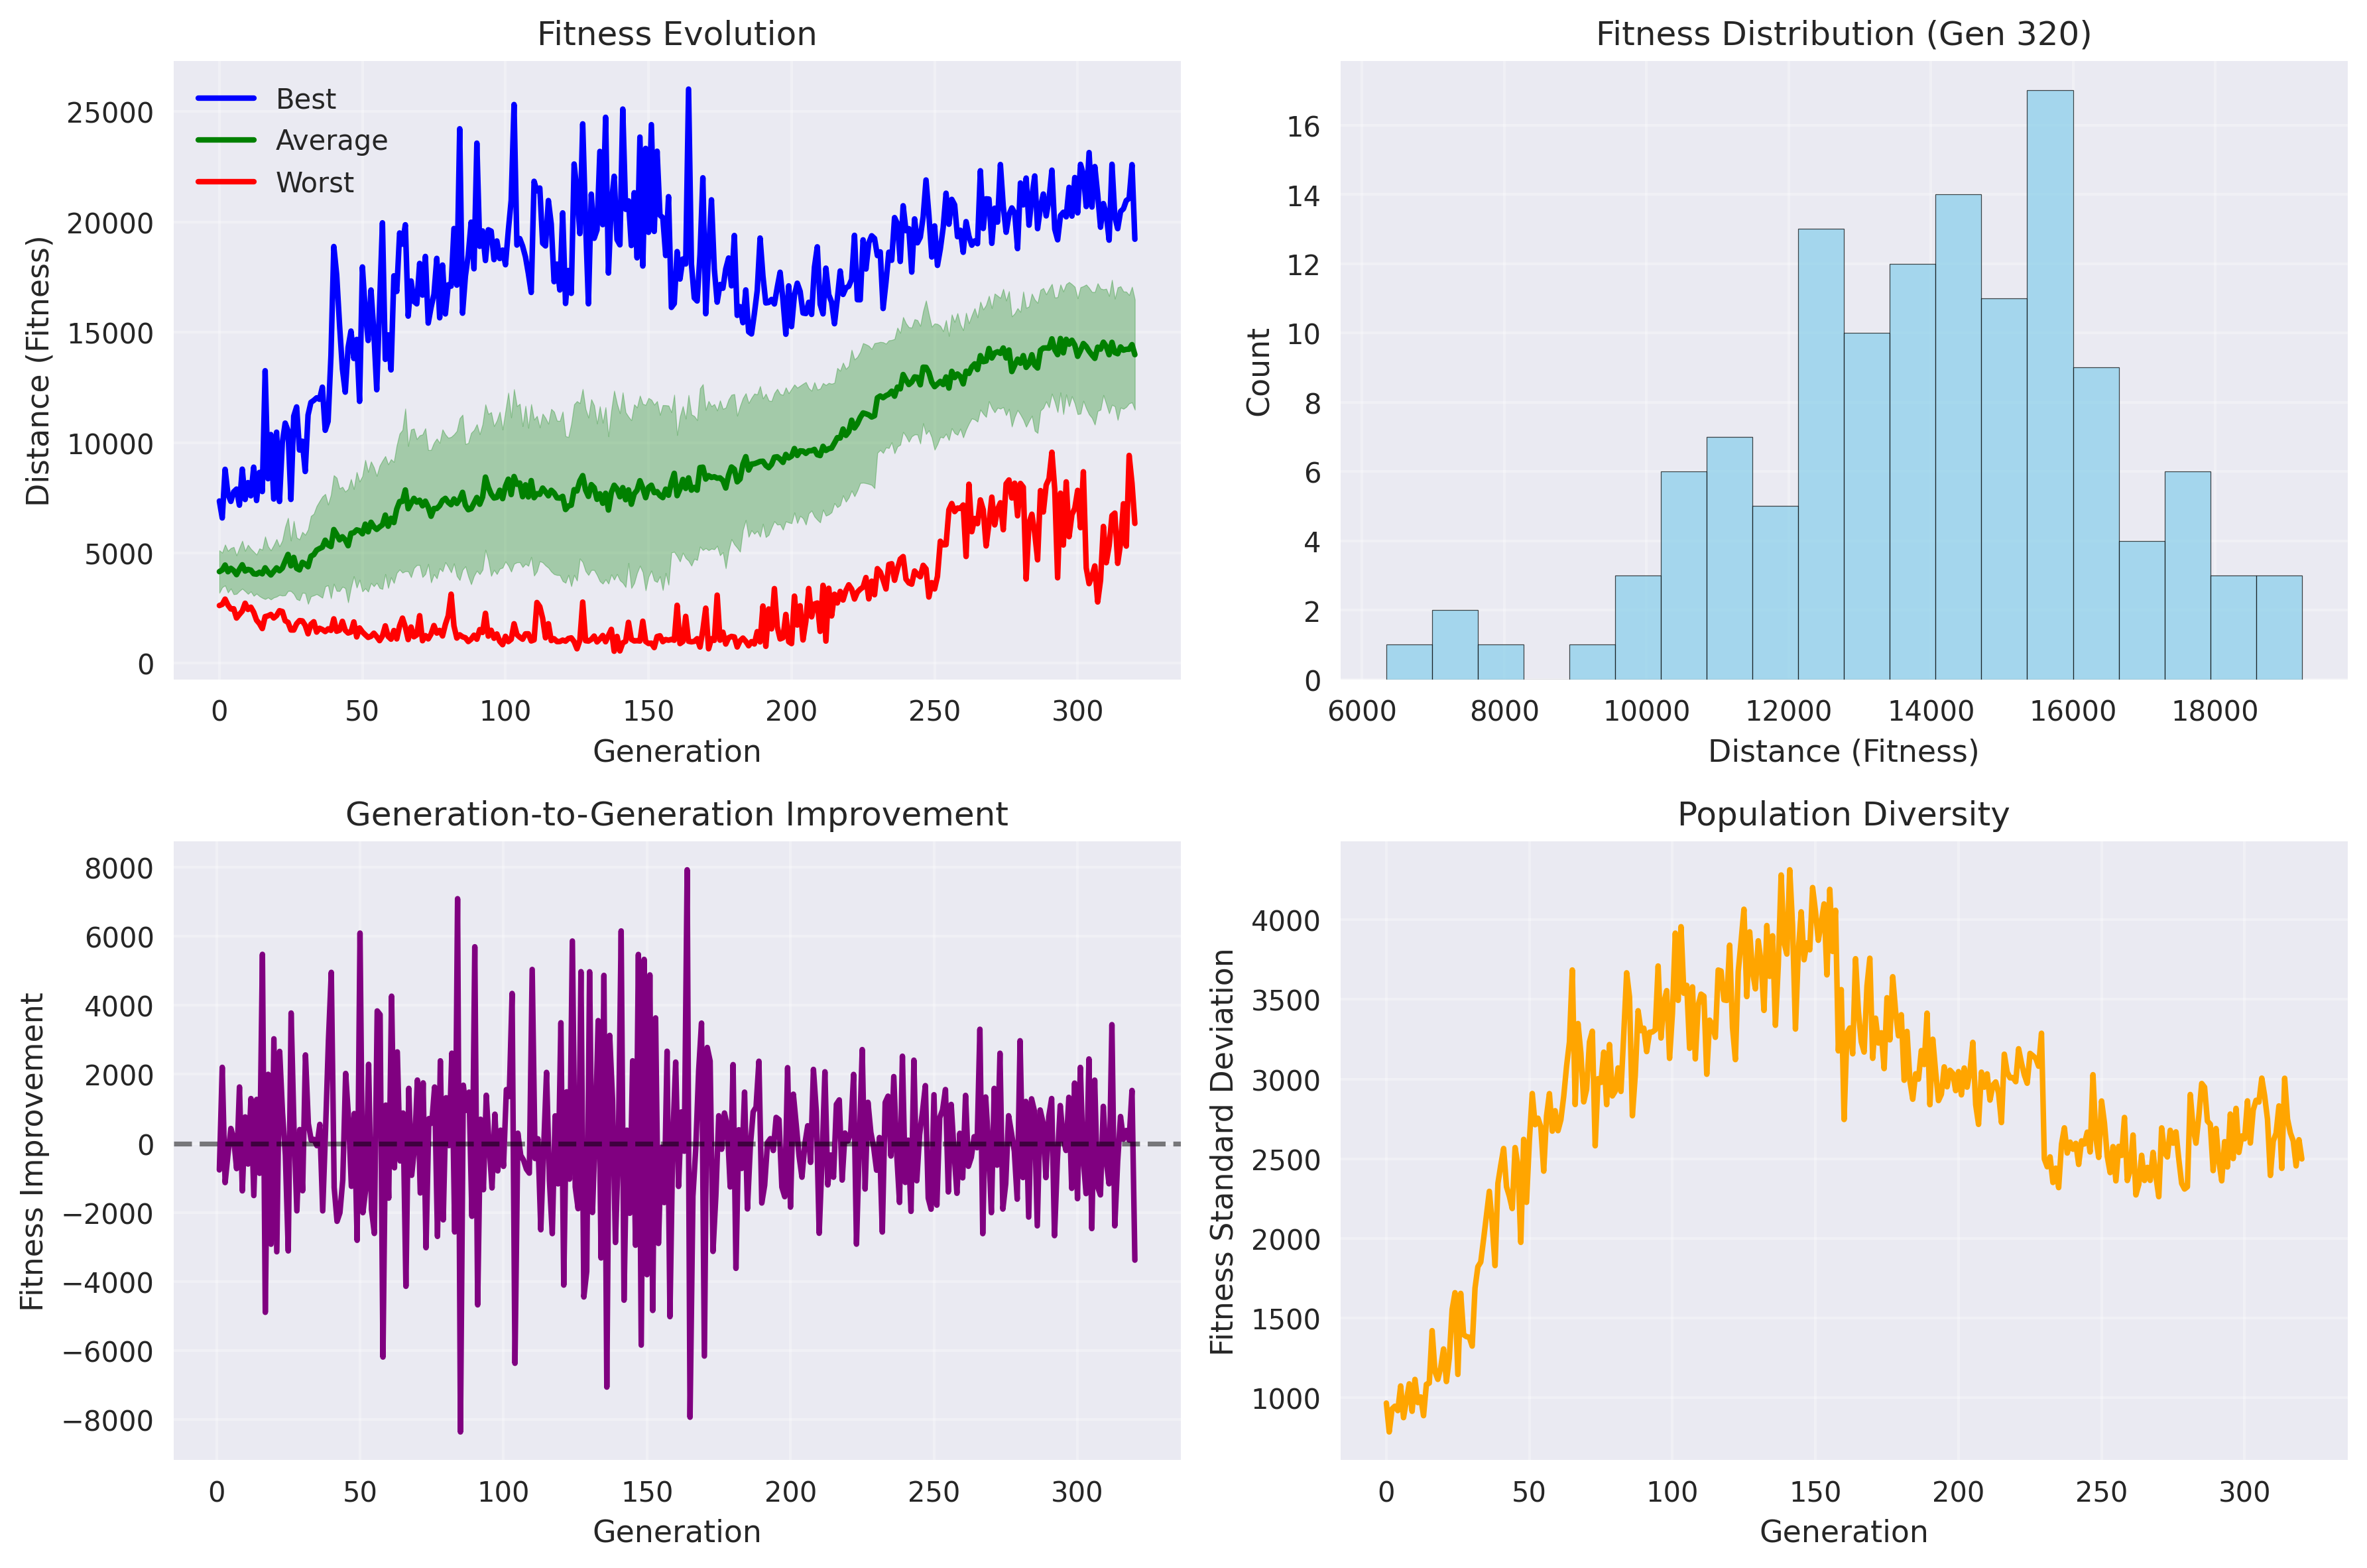 Fitness Evolution
Distance (Fitness)
25000
20000
15000
10000
5000
0
Best
Average
Worst
0 50 100 150 200 250 300
Generation
Fitness Distribution (Gen 320)
Count
16
14
12
10
8
6
4
2
0
6000 8000 10000 12000 14000 16000 18000
Distance (Fitness)
Generation-to-Generation Improvement
Fitness Improvement
8000
6000
4000
2000
0
−2000
−4000
−6000
−8000
0 50 100 150 200 250 300
Generation
Population Diversity
Fitness Standard Deviation
4000
3500
3000
2500
2000
1500
1000
0 50 100 150 200 250 300
Generation